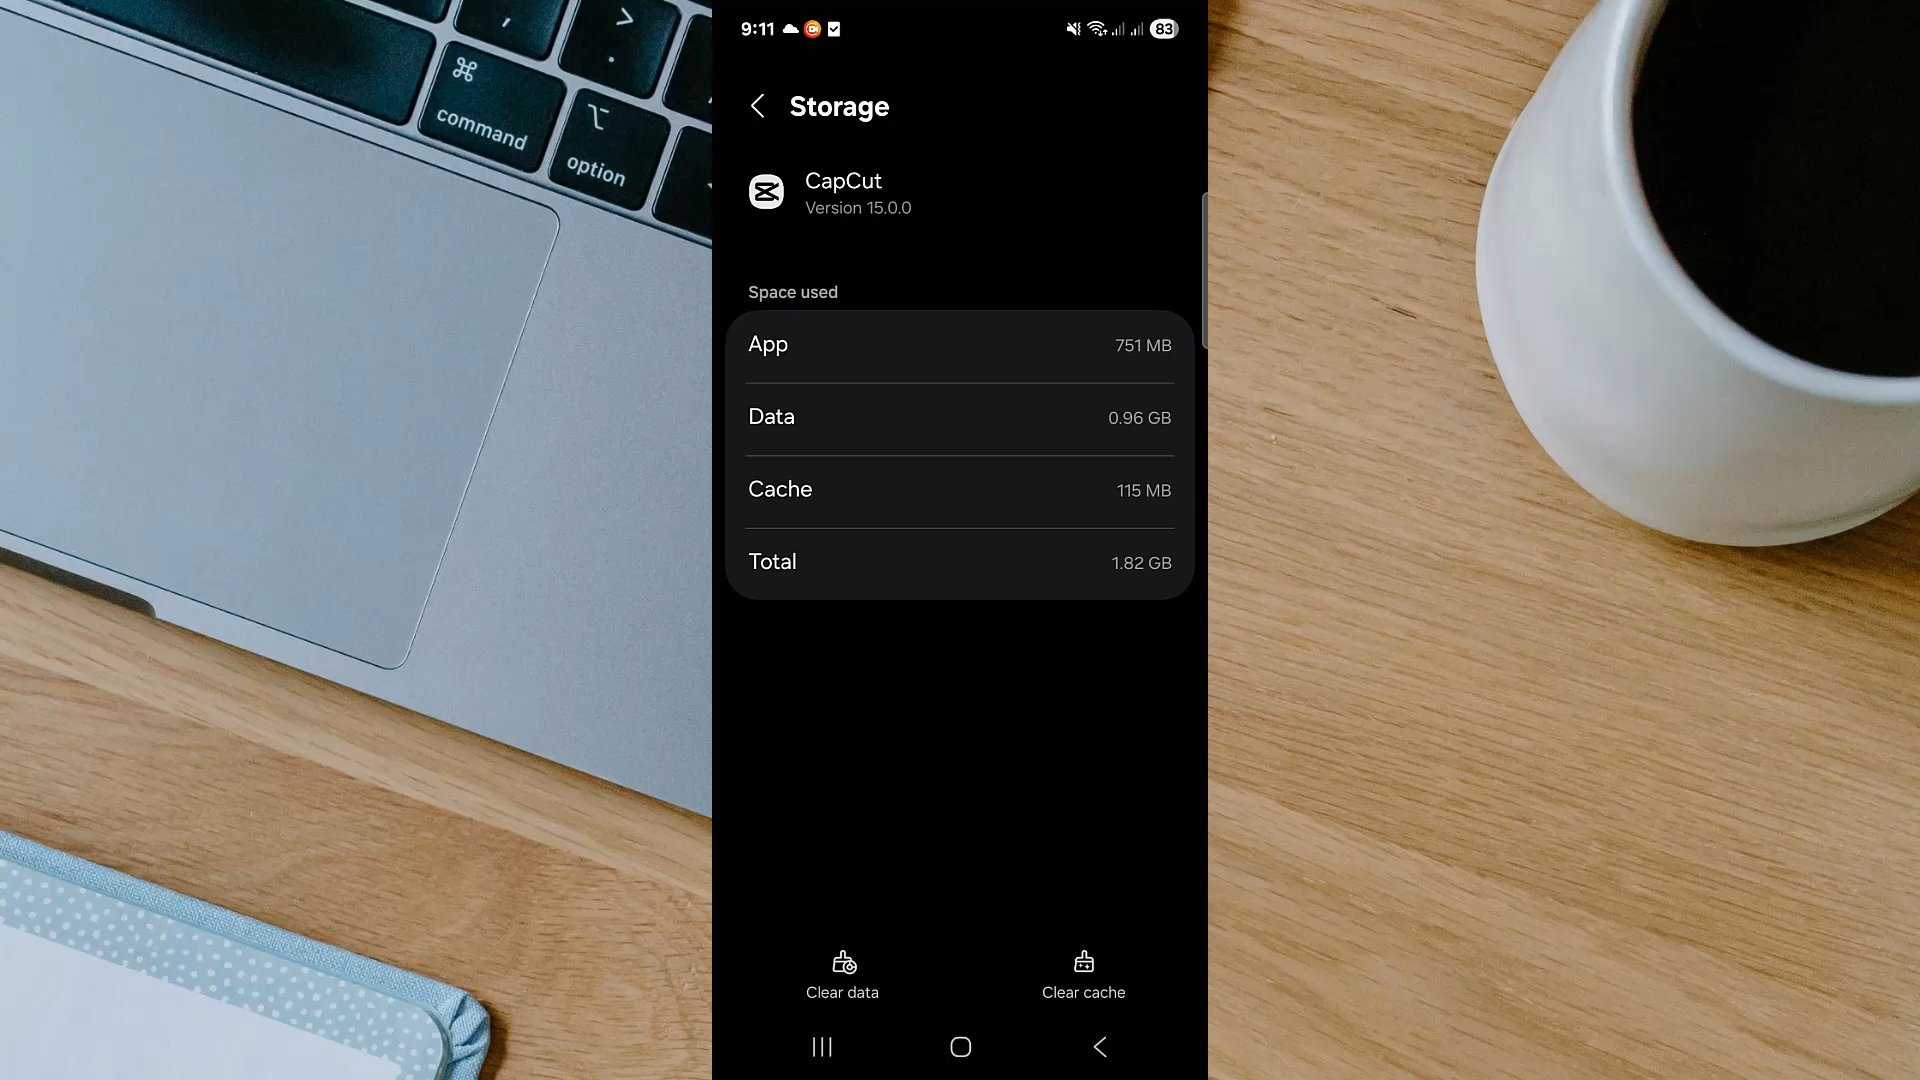 ⌘
command
⌥
option
,
>
.
9:11
83
Storage
CapCut
Version 15.0.0
Space used
App 751 MB
Data 0.96 GB
Cache 115 MB
Total 1.82 GB
Clear data
Clear cache